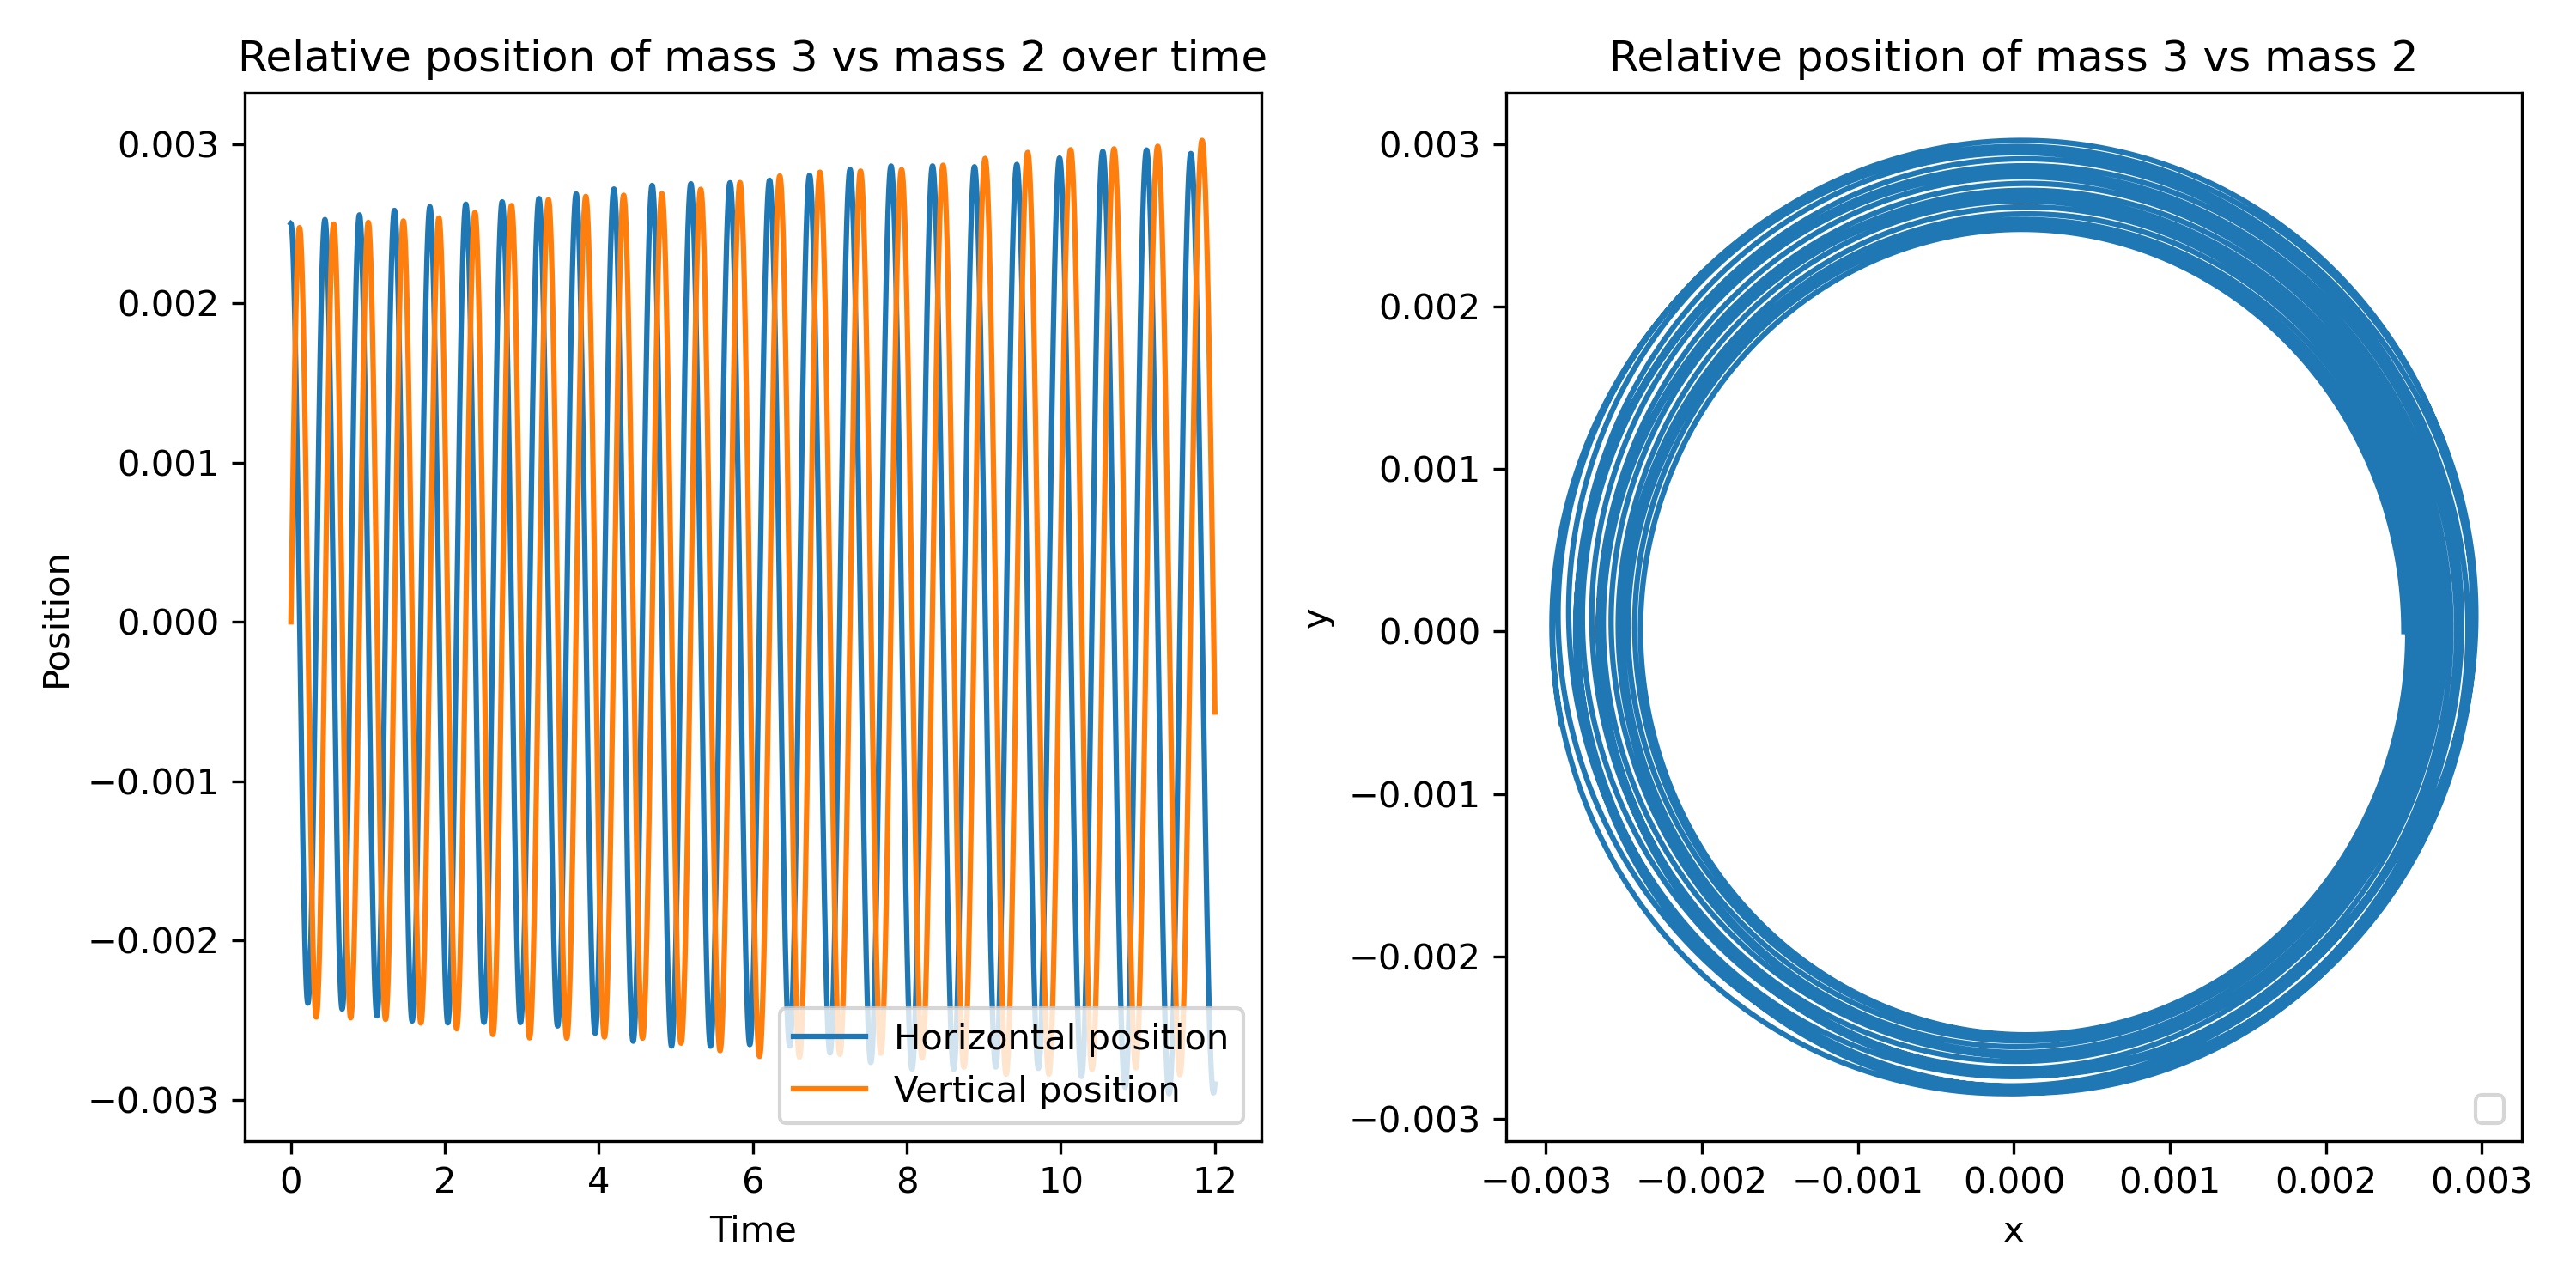 Relative position of mass 3 vs mass 2 over time
0.003
0.002
0.001
0.000
−0.001
−0.002
−0.003
Position
0 2 4 6 8 10 12
Time
Horizontal position
Vertical position
Relative position of mass 3 vs mass 2
0.003
0.002
0.001
0.000
−0.001
−0.002
−0.003
y
−0.003 −0.002 −0.001 0.000 0.001 0.002 0.003
x